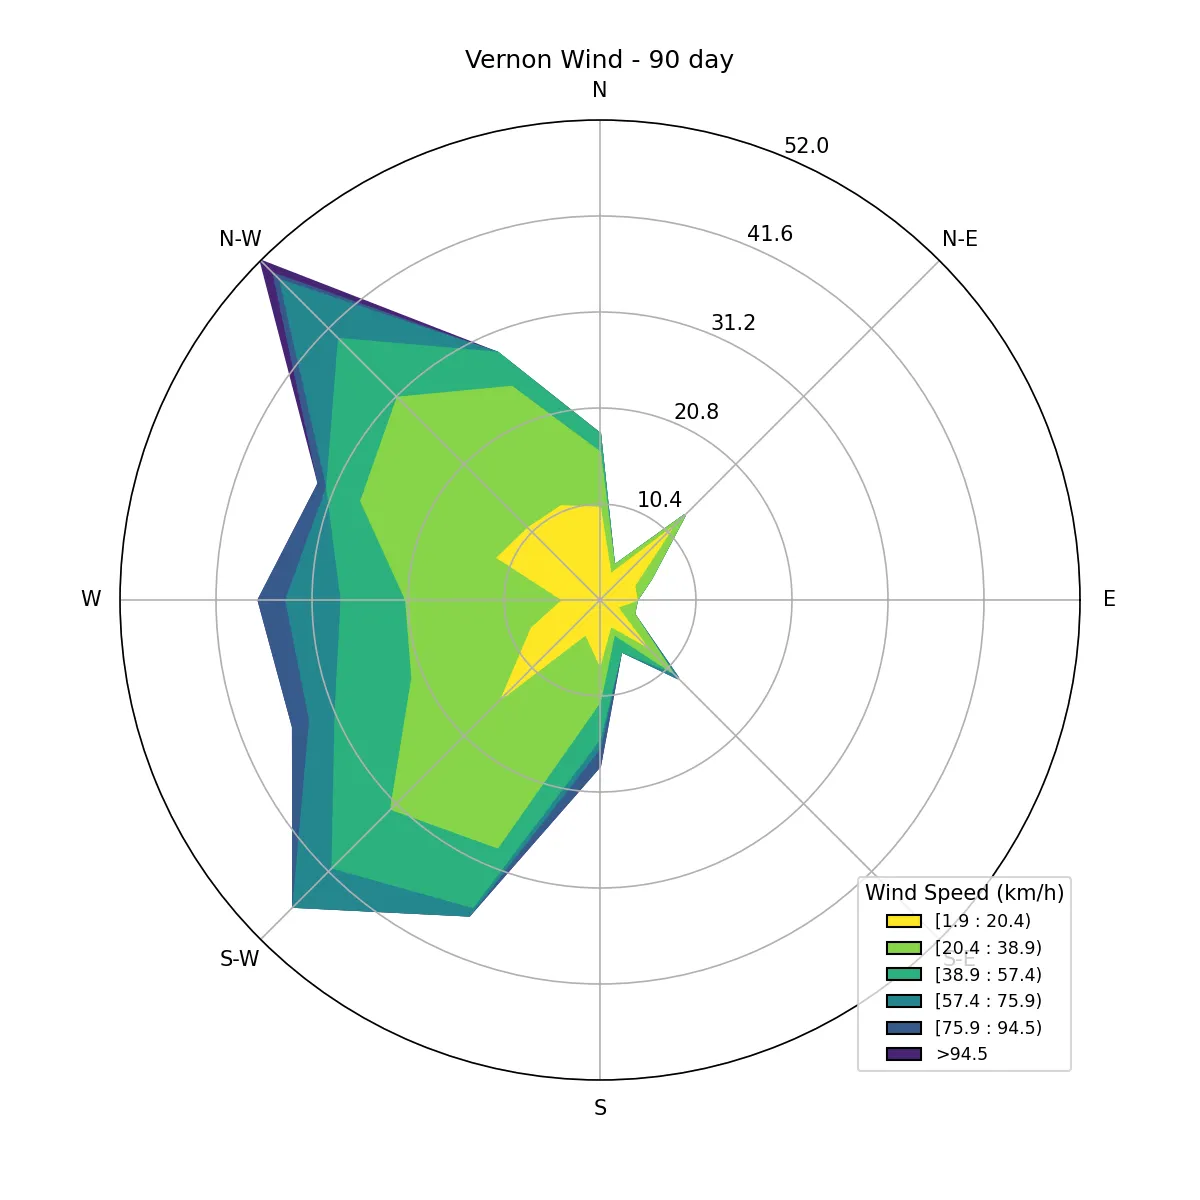 Vernon Wind - 90 day
N
52.0
41.6
N-W
N-E
31.2
20.8
10.4
W
E
S-W
S-E
Wind Speed (km/h)
[1.9 : 20.4)
[20.4 : 38.9)
[38.9 : 57.4)
[57.4 : 75.9)
[75.9 : 94.5)
>94.5
S